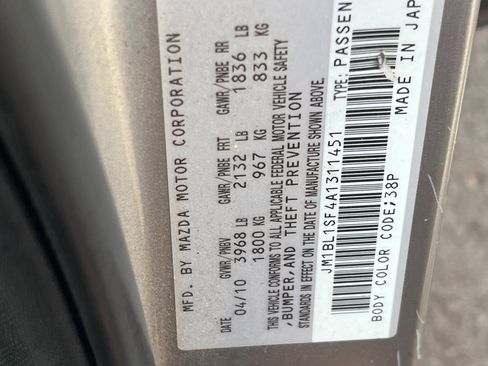 MFD. BY MAZDA MOTOR CORPORATION
DATE GVWR/PNBV GAWR/PNBE FRT GAWR/PNBE RR
04/10 3968 LB 2132 LB 1836 LB
1800 KG 967 KG 833 KG
THIS VEHICLE CONFORMS TO ALL APPLICABLE FEDERAL MOTOR VEHICLE SAFETY
, BUMPER, AND THEFT PREVENTION
STANDARDS IN EFFECT ON THE DATE OF MANUFACTURE SHOWN ABOVE.
JM1BL1SF4A1311451 TYPE: PASSEN
BODY COLOR CODE;38P MADE IN JAP